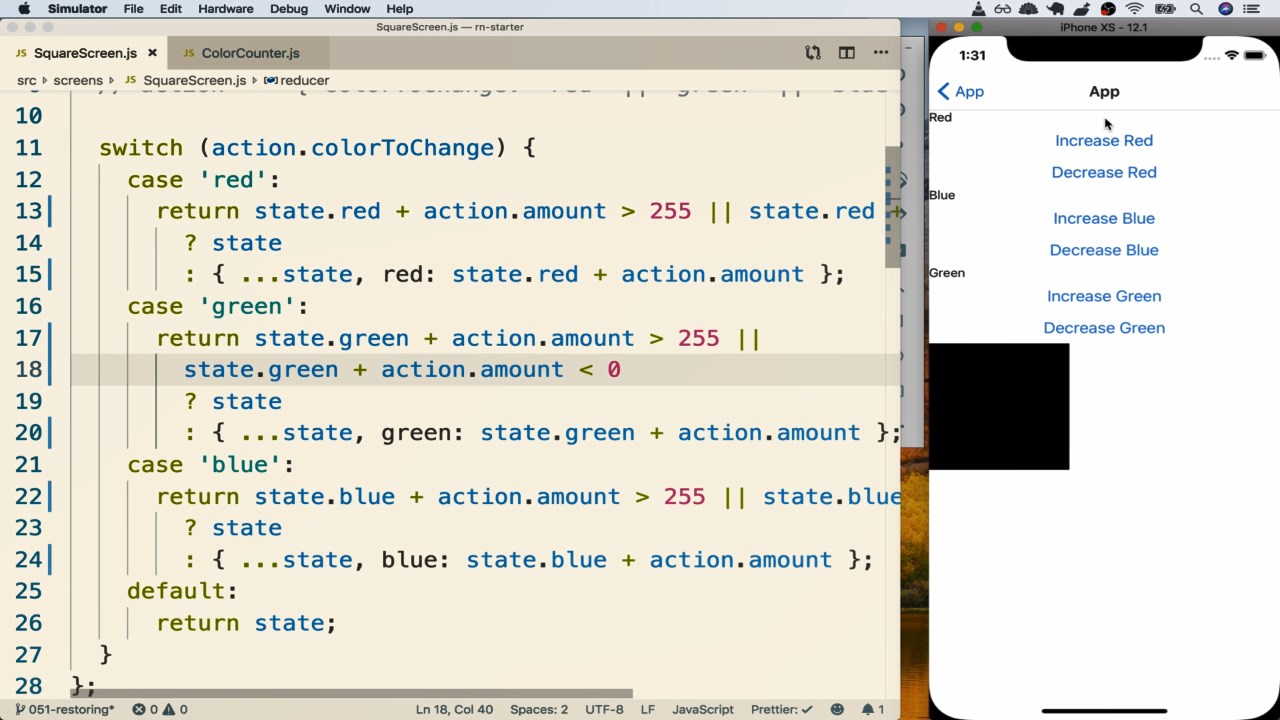 Simulator File Edit Hardware Debug Window Help
SquareScreen.js — rn-starter
iPhone XS - 12.1
JS SquareScreen.js × JS ColorCounter.js
src screens JS SquareScreen.js reducer
10
11 switch (action.colorToChange) {
12 case 'red':
13 return state.red + action.amount > 255 || state.red +
14 ? state
15 : { ...state, red: state.red + action.amount };
16 case 'green':
17 return state.green + action.amount > 255 ||
18 state.green + action.amount < 0
19 ? state
20 : { ...state, green: state.green + action.amount };
21 case 'blue':
22 return state.blue + action.amount > 255 || state.blue
23 ? state
24 : { ...state, blue: state.blue + action.amount };
25 default:
26 return state;
27 }
28 };
051-restoring* 0 0 Ln 18, Col 40 Spaces: 2 UTF-8 LF JavaScript Prettier: ✓ 1
1:31
App App
Red
Increase Red
Decrease Red
Blue
Increase Blue
Decrease Blue
Green
Increase Green
Decrease Green